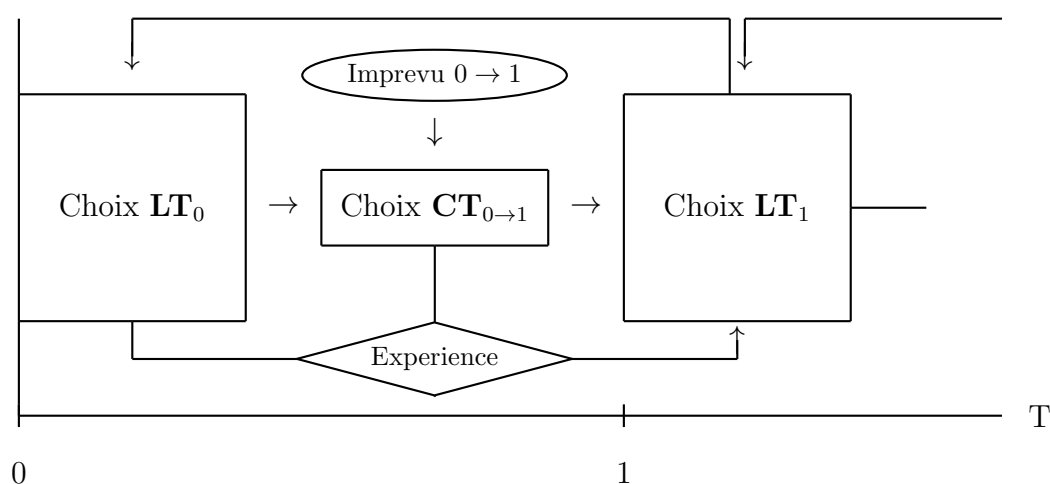 Imprevu 0 → 1
Choix LT₀
→
Choix CT₀→₁
→
Choix LT₁
Experience
T
0
1